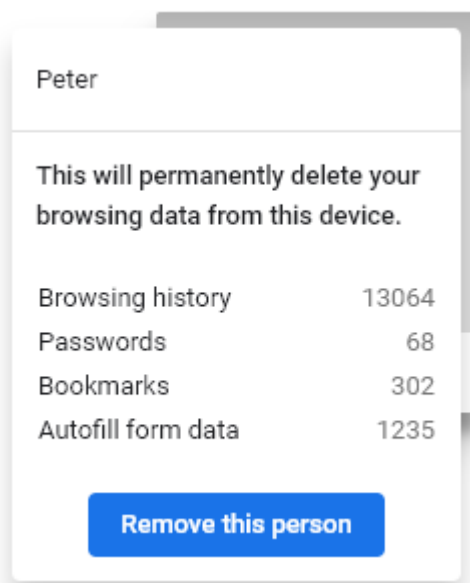 Peter
This will permanently delete your
browsing data from this device.
Browsing history 13064
Passwords 68
Bookmarks 302
Autofill form data 1235
Remove this person